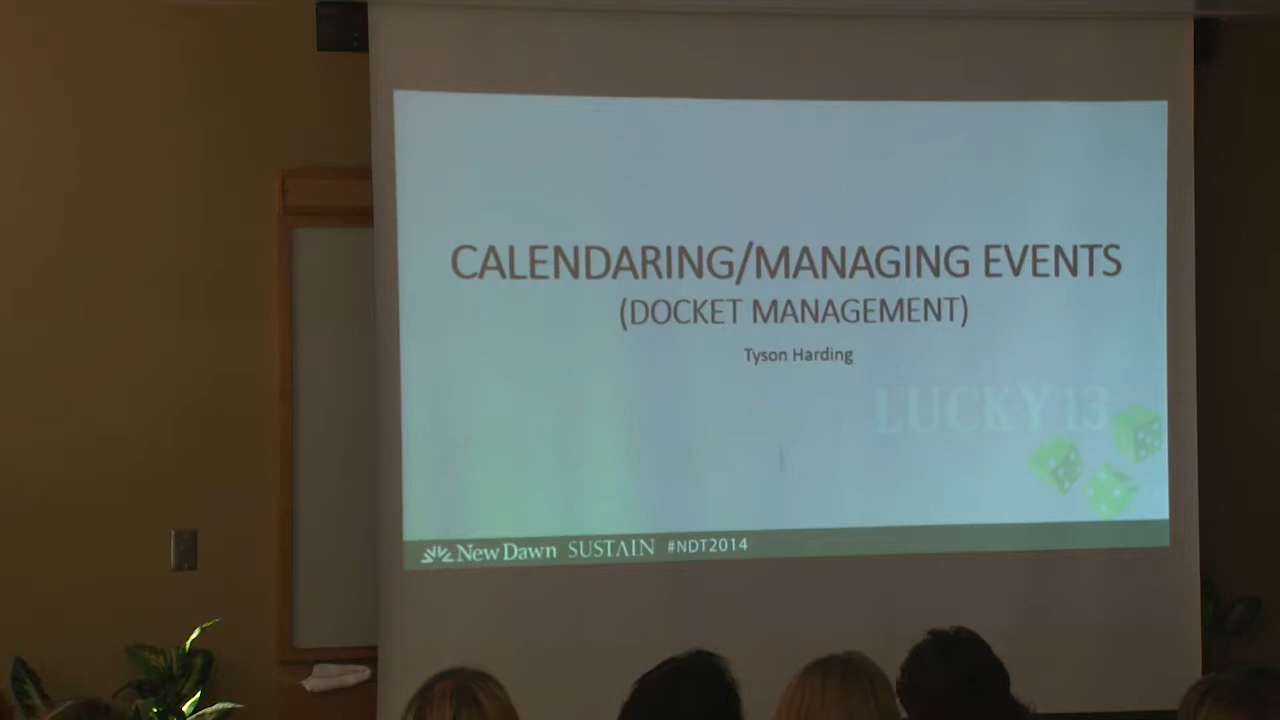 CALENDARING/MANAGING EVENTS
(DOCKET MANAGEMENT)
Tyson Harding
LUCKY 13
New Dawn SUSTAIN #NDT2014